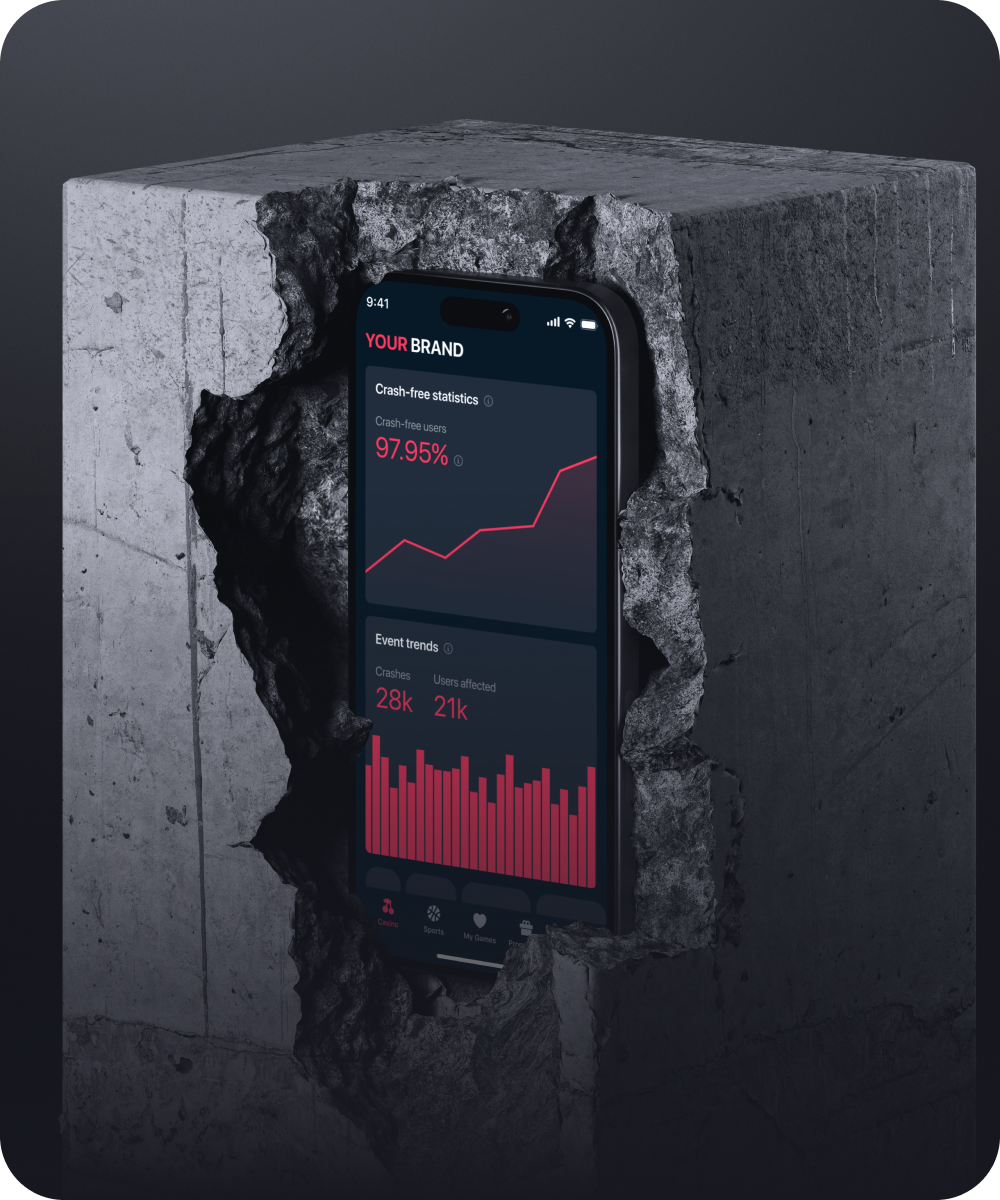 9:41
YOUR BRAND
Crash-free statistics
Crash-free users
97.95%
Event trends
Crashes Users affected
28k 21k
Casino Sports My Games